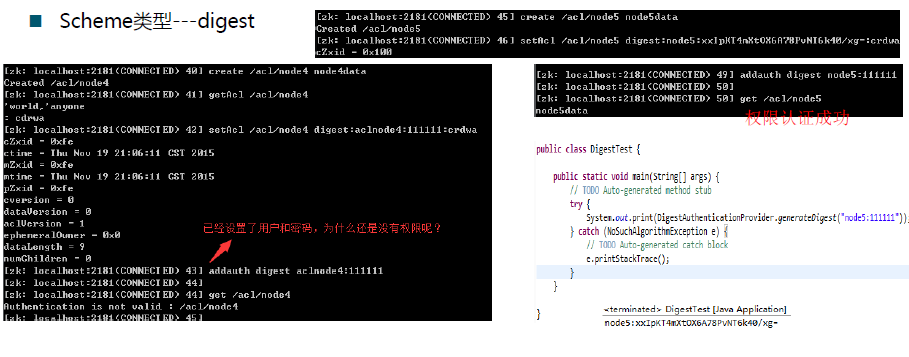 Scheme类型---digest
[zk: localhost:2181(CONNECTED) 45] create /acl/node5 node5data
Created /acl/node5
[zk: localhost:2181(CONNECTED) 46] setAcl /acl/node5 digest:node5:xxIpKT4mXtOX6A78PvNT6k40/xg=:crdwa
cZxid = 0x100
[zk: localhost:2181(CONNECTED) 40] create /acl/node4 node4data
Created /acl/node4
[zk: localhost:2181(CONNECTED) 41] getAcl /acl/node4
'world,'anyone
: cdrwa
[zk: localhost:2181(CONNECTED) 42] setAcl /acl/node4 digest:aclnode4:111111:crdwa
cZxid = 0xfe
ctime = Thu Nov 19 21:06:11 CST 2015
mZxid = 0xfe
mtime = Thu Nov 19 21:06:11 CST 2015
pZxid = 0xfe
cversion = 0
dataVersion = 0
aclVersion = 1
ephemeralOwner = 0x0
dataLength = 9
numChildren = 0
已经设置了用户和密码，为什么还是没有权限呢？
[zk: localhost:2181(CONNECTED) 43] addauth digest aclnode4:111111
[zk: localhost:2181(CONNECTED) 44]
[zk: localhost:2181(CONNECTED) 44] get /acl/node4
Authentication is not valid : /acl/node4
[zk: localhost:2181(CONNECTED) 45]
[zk: localhost:2181(CONNECTED) 49] addauth digest node5:111111
[zk: localhost:2181(CONNECTED) 50]
[zk: localhost:2181(CONNECTED) 50] get /acl/node5
node5data
权限认证成功
public class DigestTest {
public static void main(String[] args) {
// TODO Auto-generated method stub
try {
System.out.print(DigestAuthenticationProvider.generateDigest("node5:111111"));
} catch (NoSuchAlgorithmException e) {
// TODO Auto-generated catch block
e.printStackTrace();
}
}
}
<terminated> DigestTest [Java Application]
node5:xxIpKT4mXtOX6A78PvNT6k40/xg=